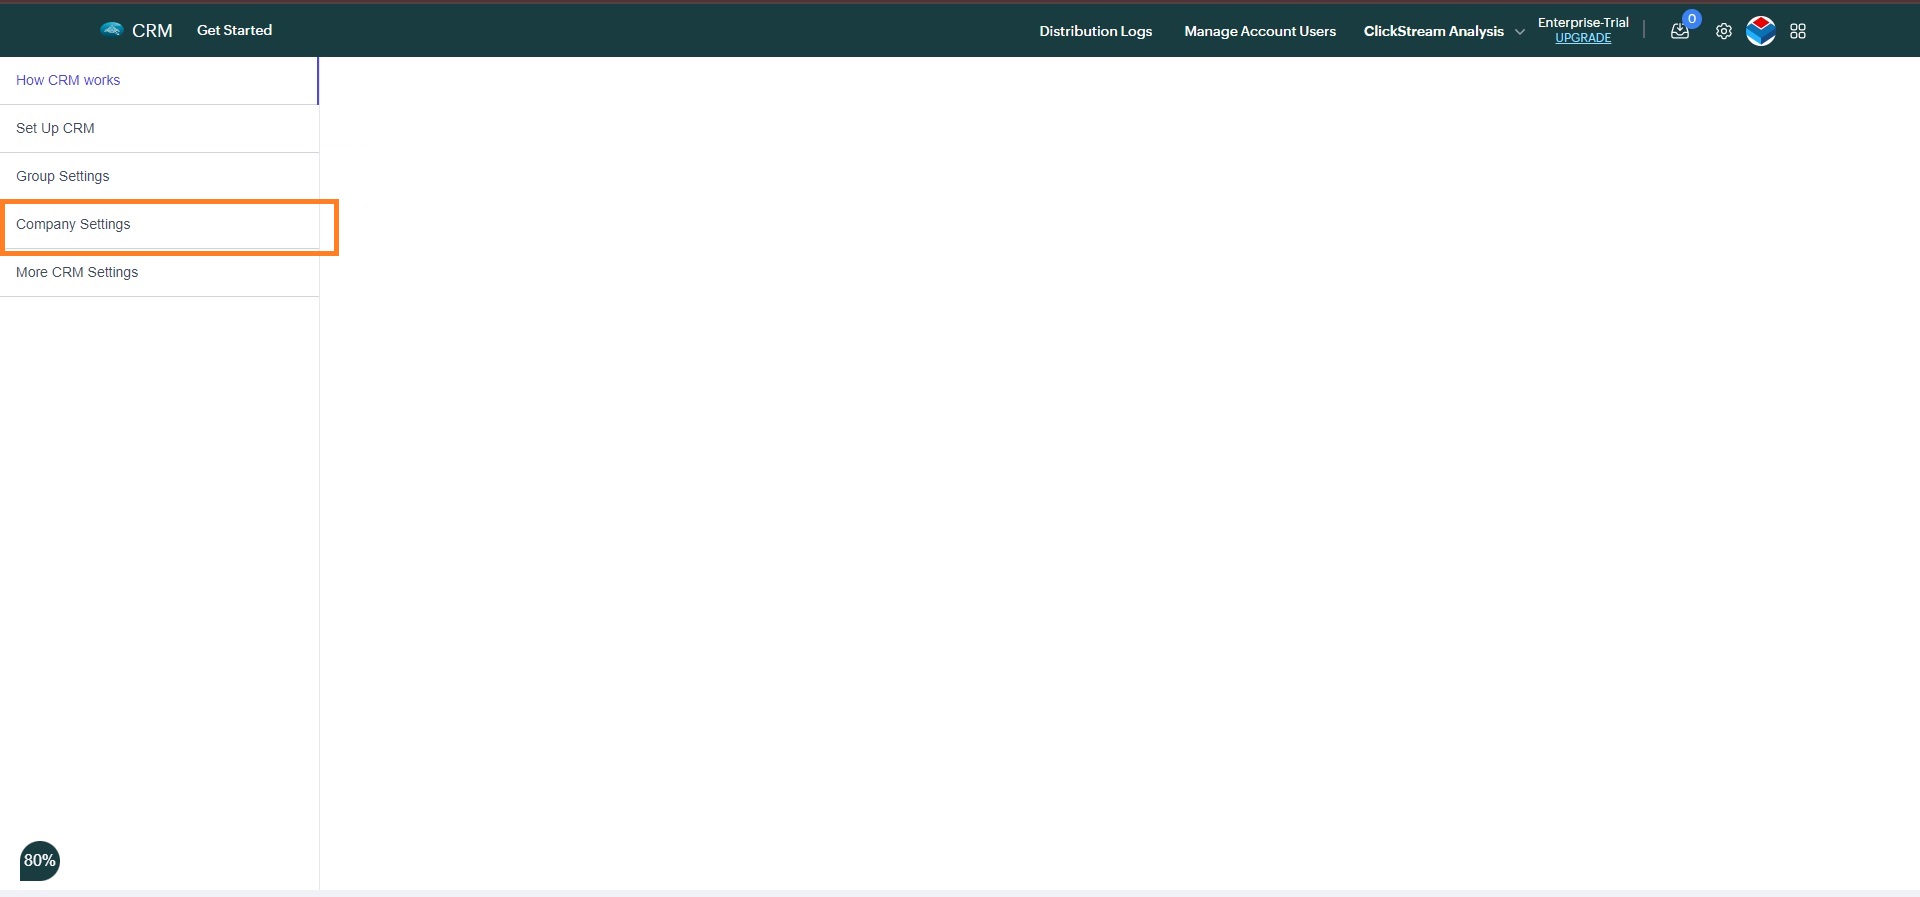 CRM Get Started Distribution Logs Manage Account Users ClickStream Analysis Enterprise-Trial 0
UPGRADE
How CRM works
Set Up CRM
Group Settings
Company Settings
More CRM Settings
80%